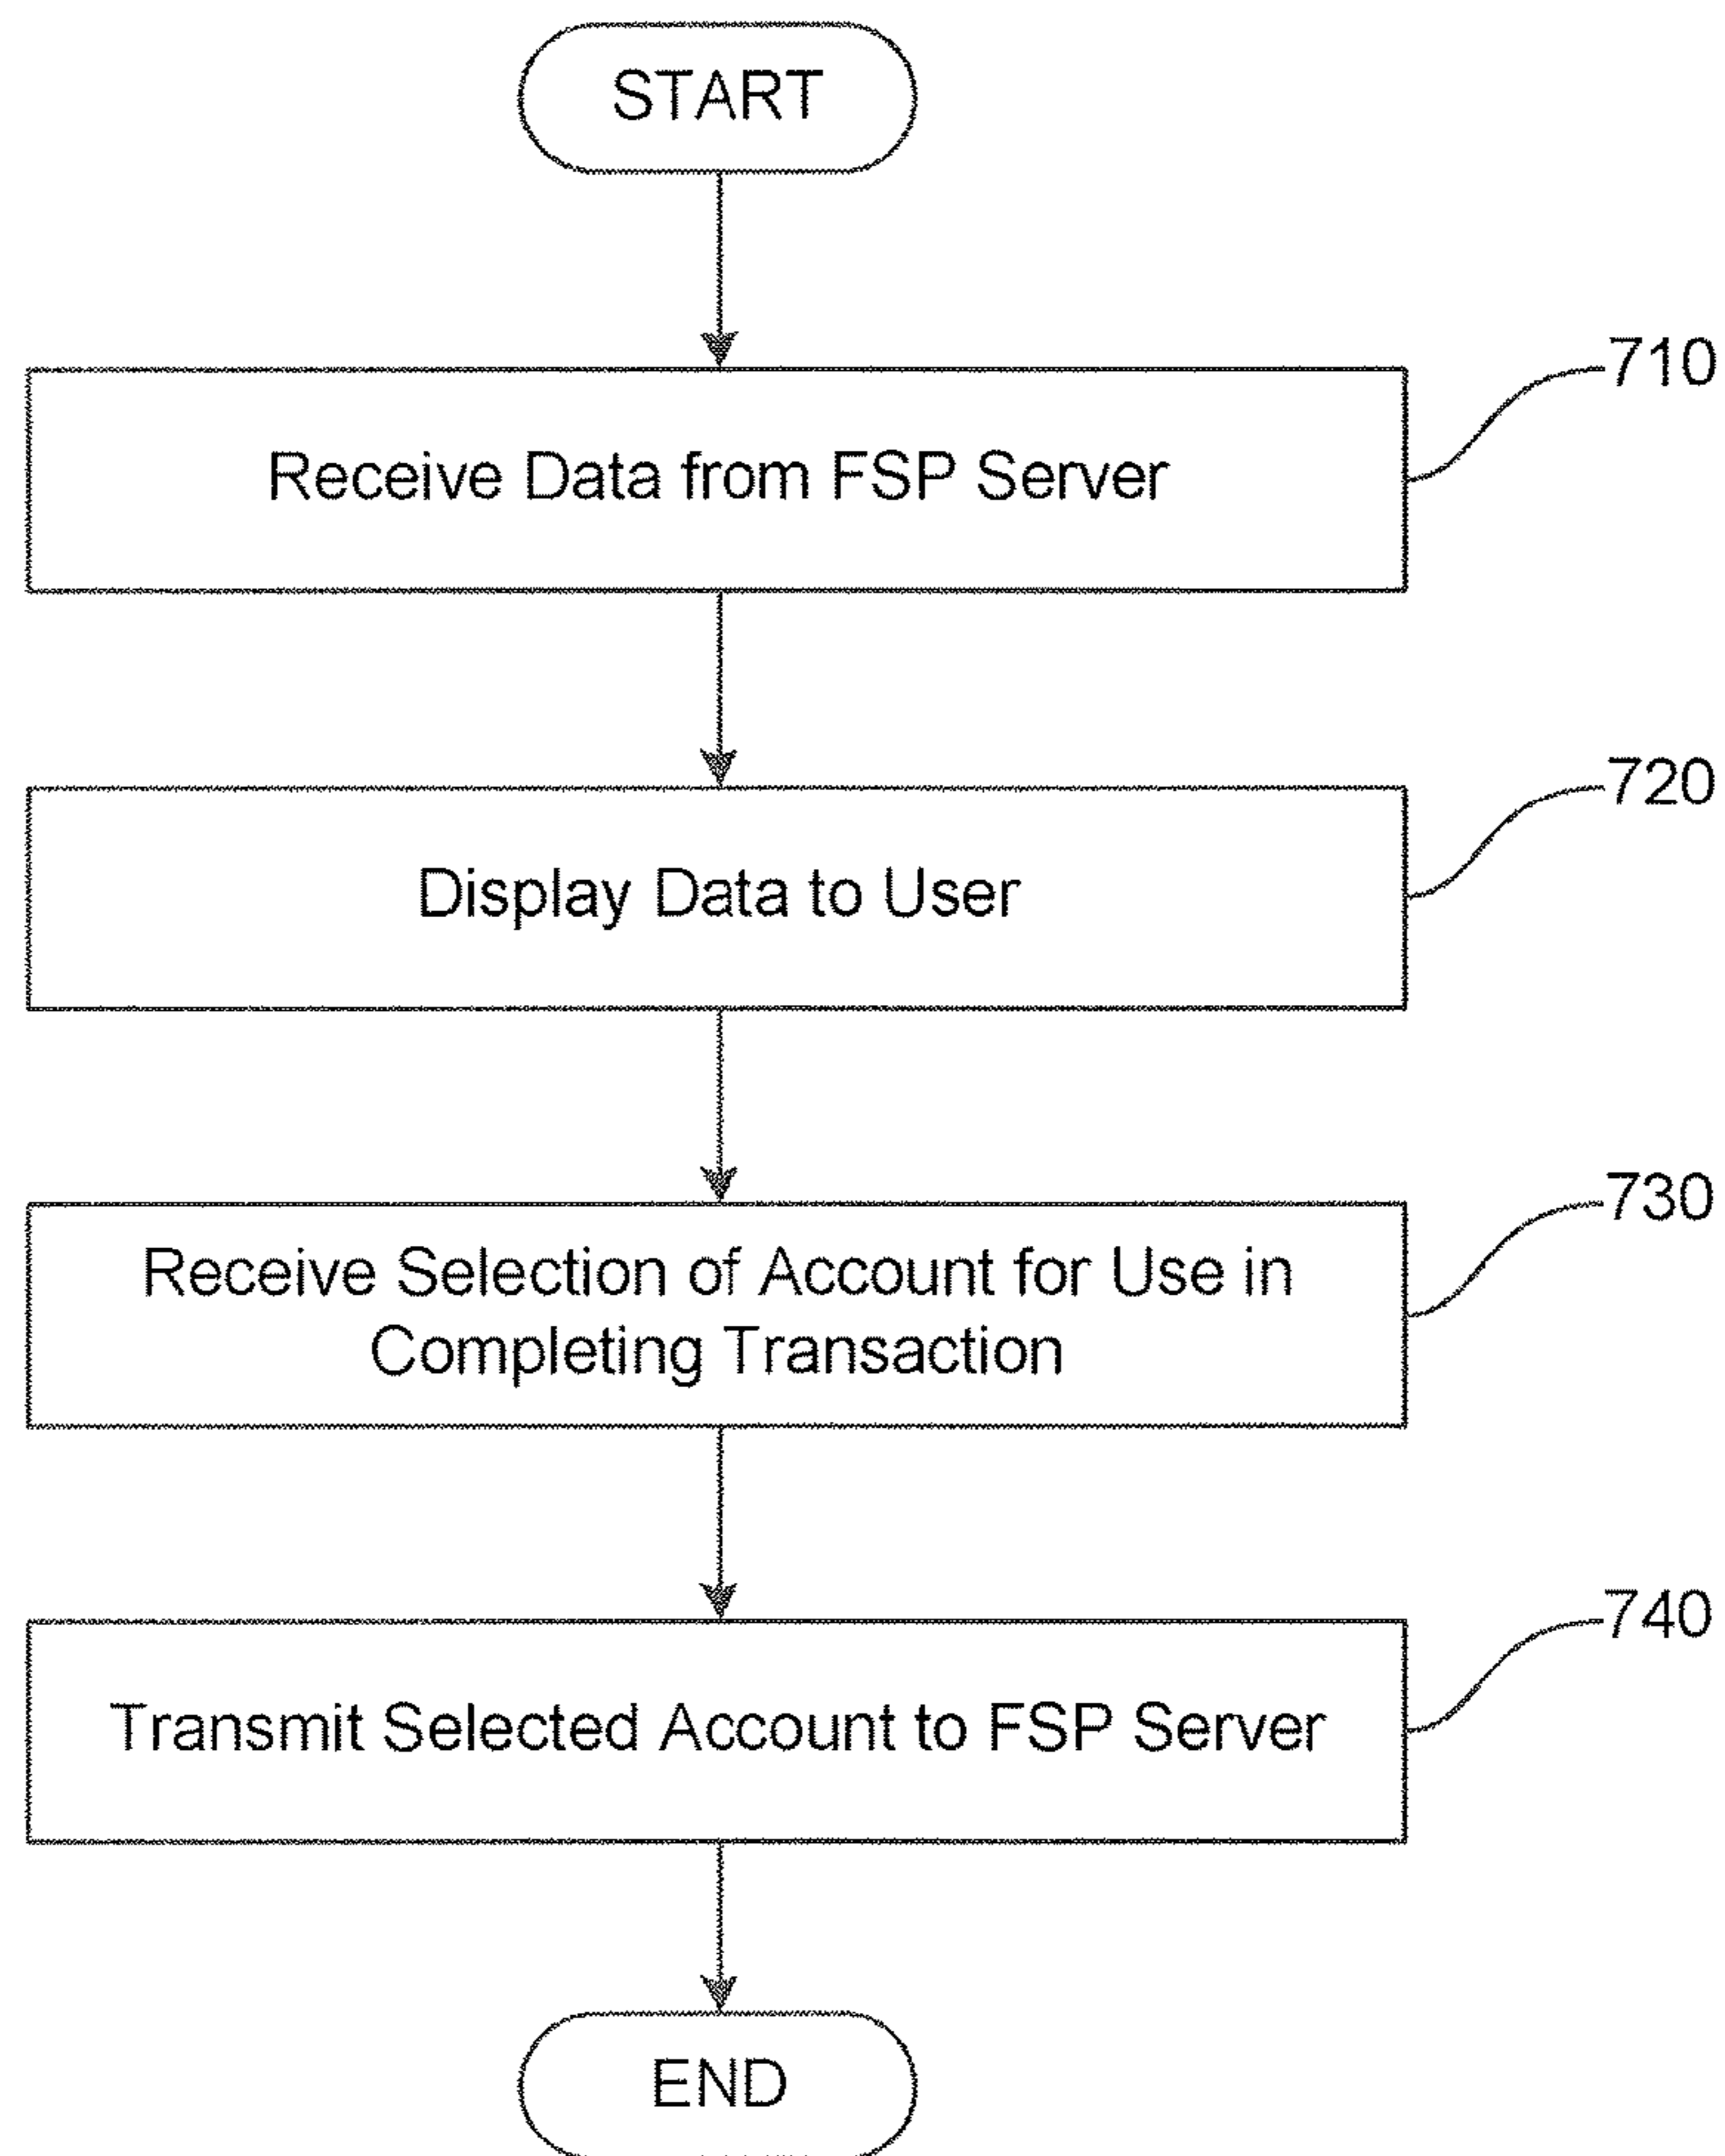 START
710
Receive Data from FSP Server
720
Display Data to User
730
Receive Selection of Account for Use in
Completing Transaction
740
Transmit Selected Account to FSP Server
END